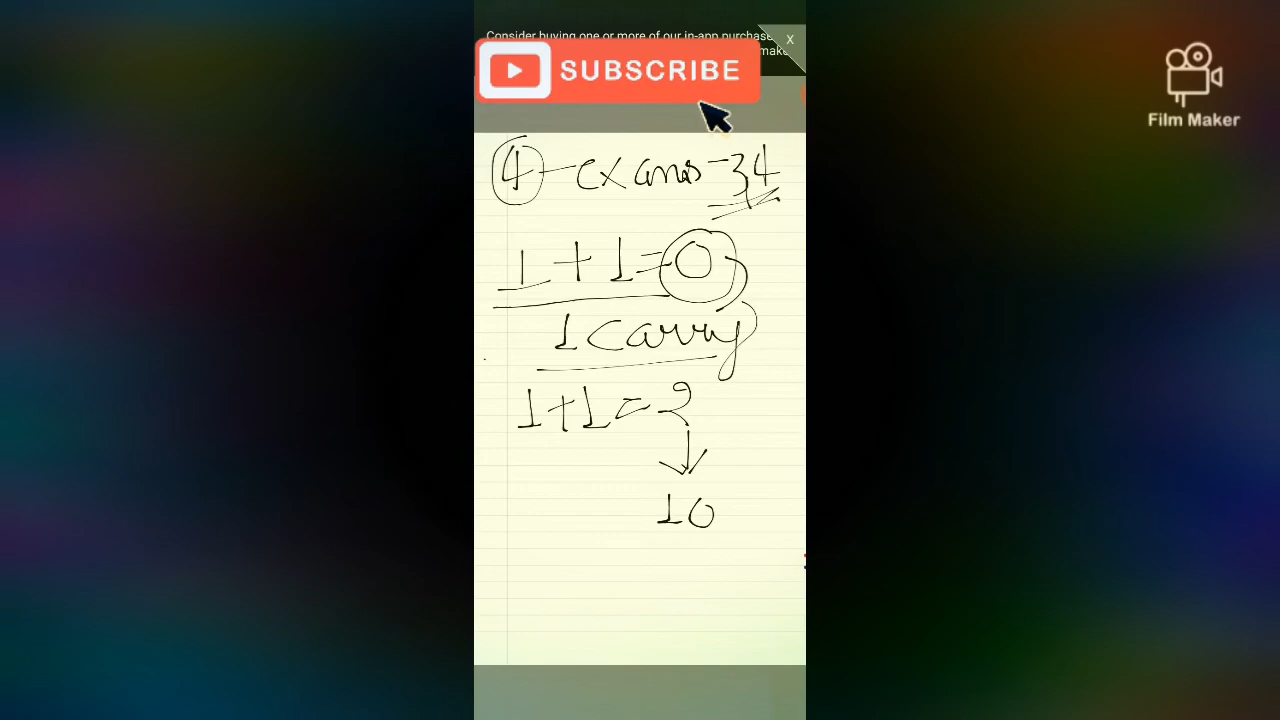 Consider buying one or more of our in-app purchase
make
X
SUBSCRIBE
Film Maker
4 - exams - 34
1 + 1 = 0
1 carry
1+1=2
↓
10